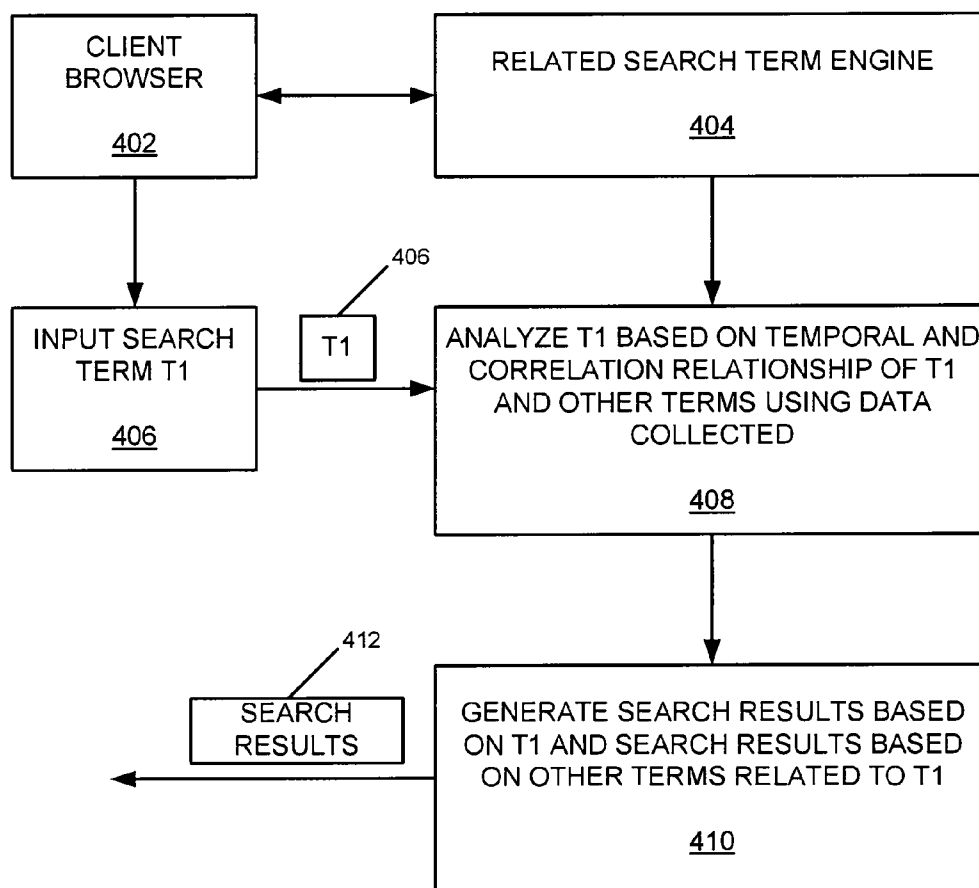 CLIENT
BROWSER
402
RELATED SEARCH TERM ENGINE
404
INPUT SEARCH
TERM T1
406
406
T1
ANALYZE T1 BASED ON TEMPORAL AND
CORRELATION RELATIONSHIP OF T1
AND OTHER TERMS USING DATA
COLLECTED
408
412
SEARCH
RESULTS
GENERATE SEARCH RESULTS BASED
ON T1 AND SEARCH RESULTS BASED
ON OTHER TERMS RELATED TO T1
410